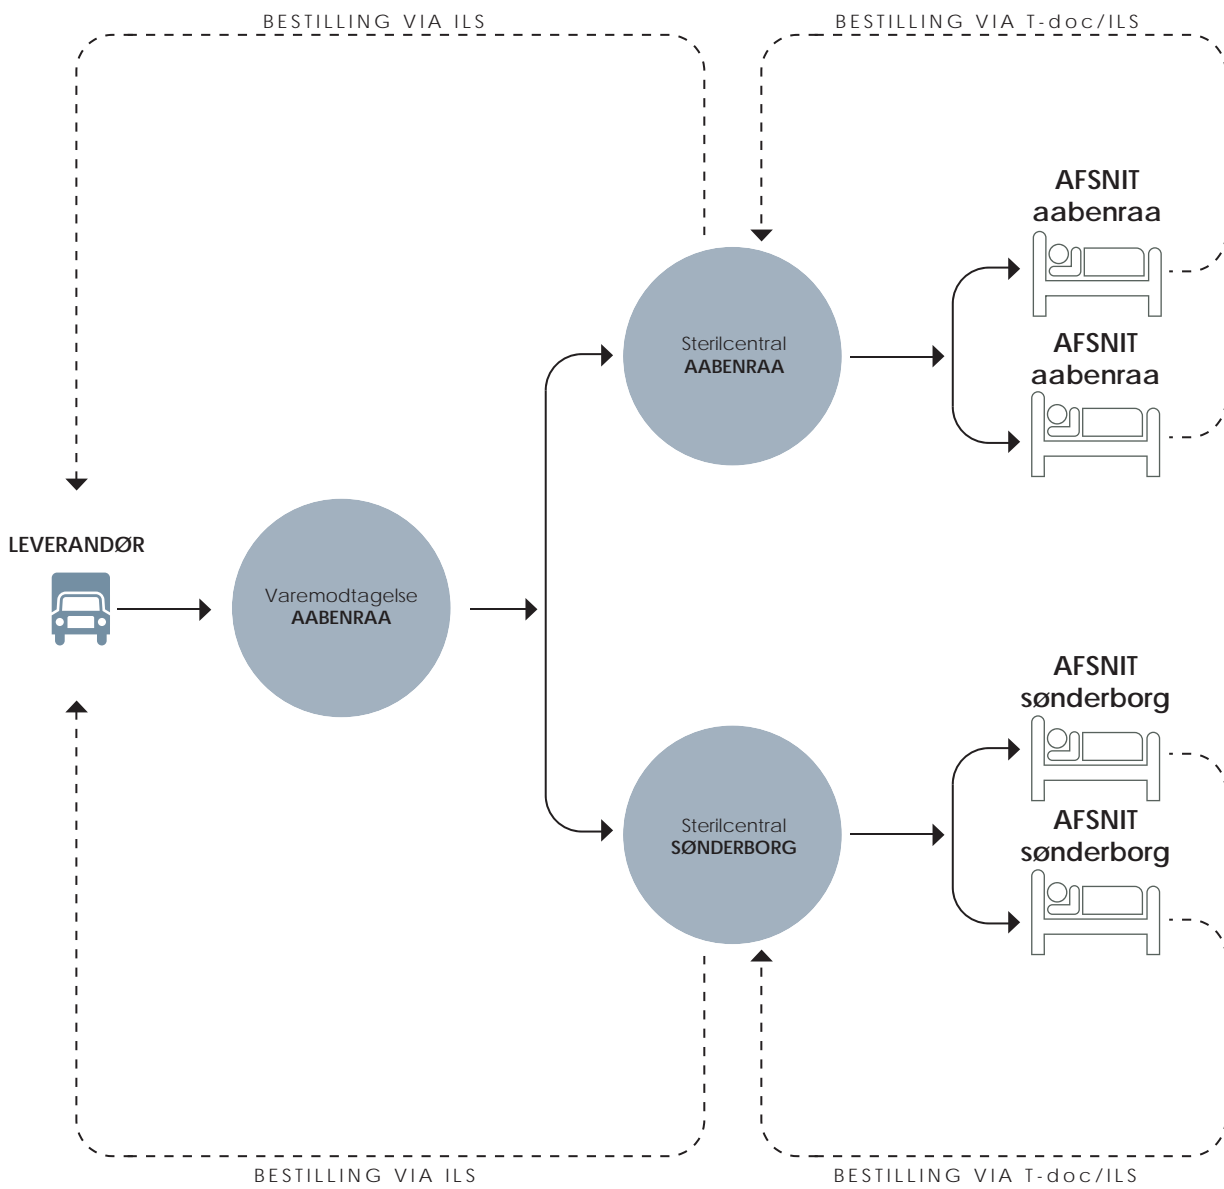 BESTILLING VIA ILS
BESTILLING VIA T-doc/ILS
AFSNIT
aabenraa
Sterilcentral
AABENRAA
AFSNIT
aabenraa
LEVERANDØR
Varemodtagelse
AABENRAA
AFSNIT
sønderborg
Sterilcentral
SØNDERBORG
AFSNIT
sønderborg
BESTILLING VIA ILS
BESTILLING VIA T-doc/ILS